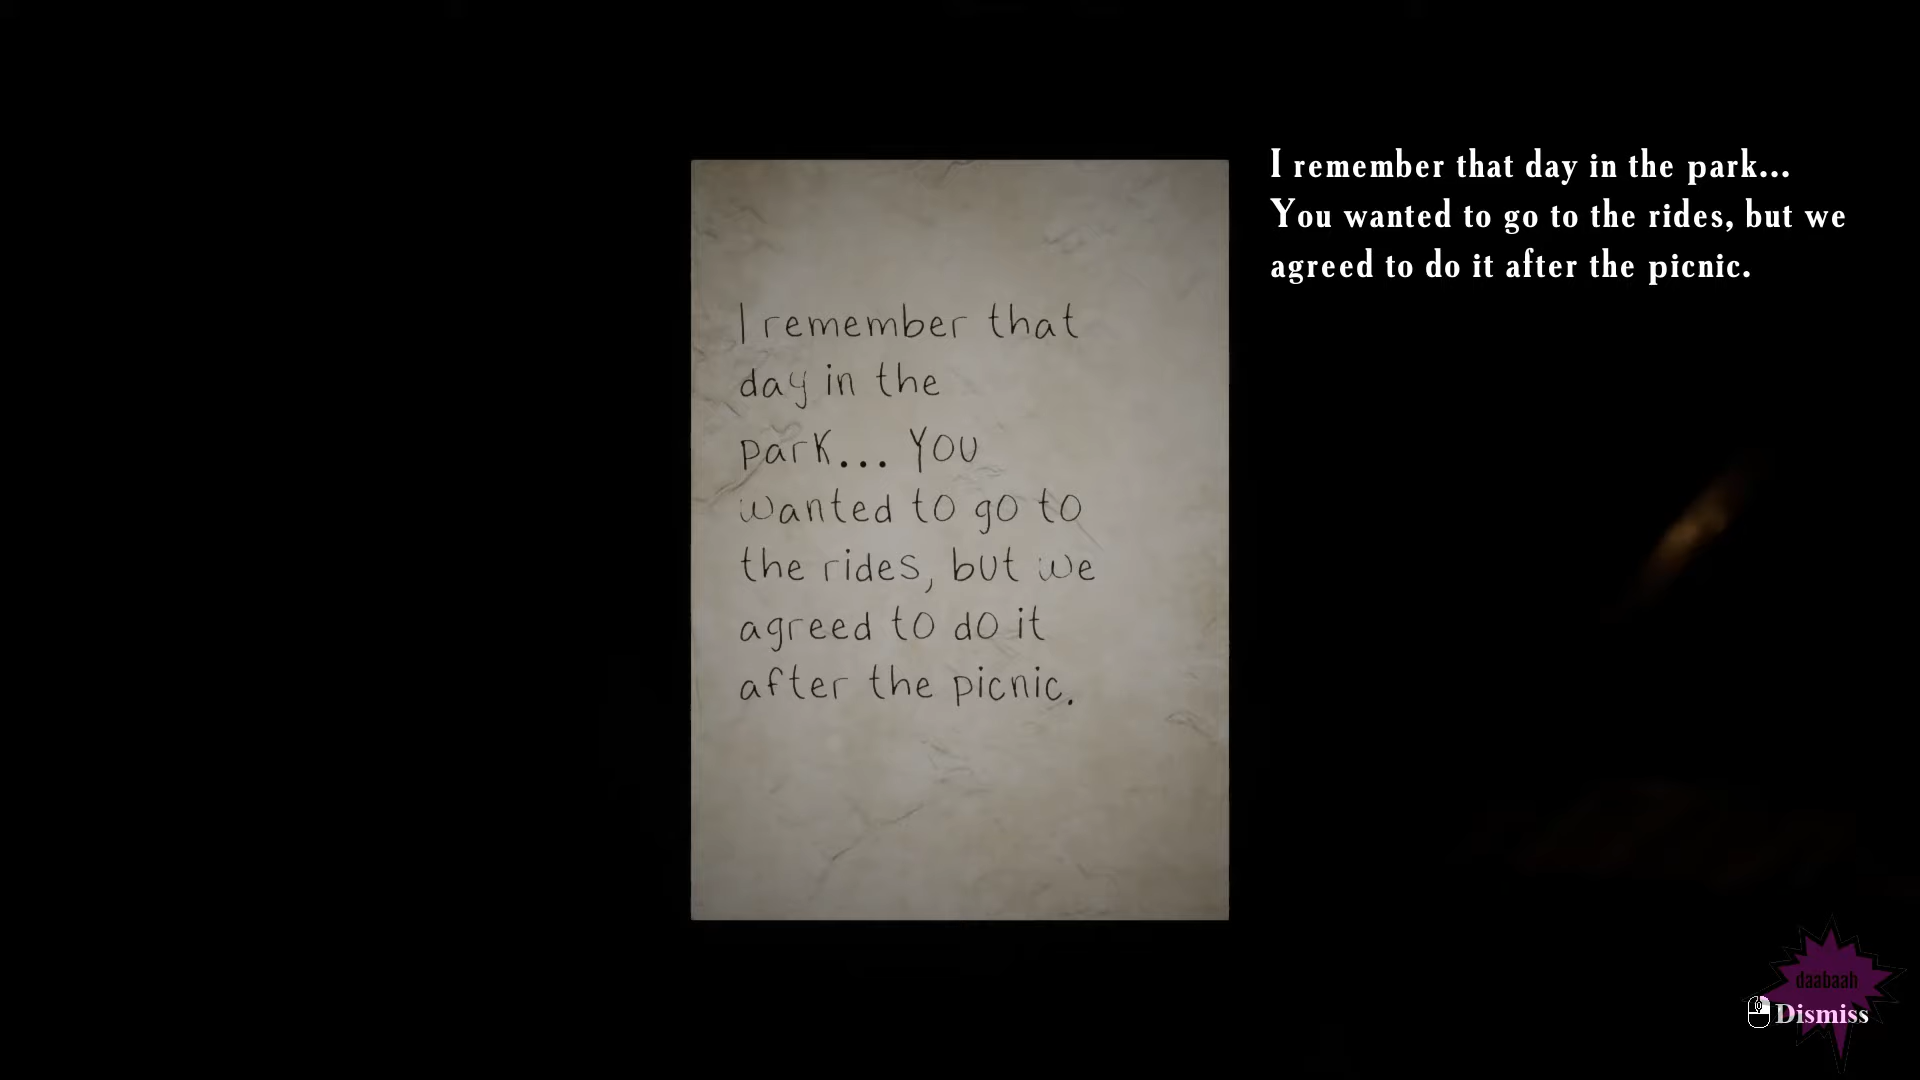 I remember that
day in the
park... You
wanted to go to
the rides, but we
agreed to do it
after the picnic.
I remember that day in the park...
You wanted to go to the rides, but we
agreed to do it after the picnic.
daabaah
Dismiss